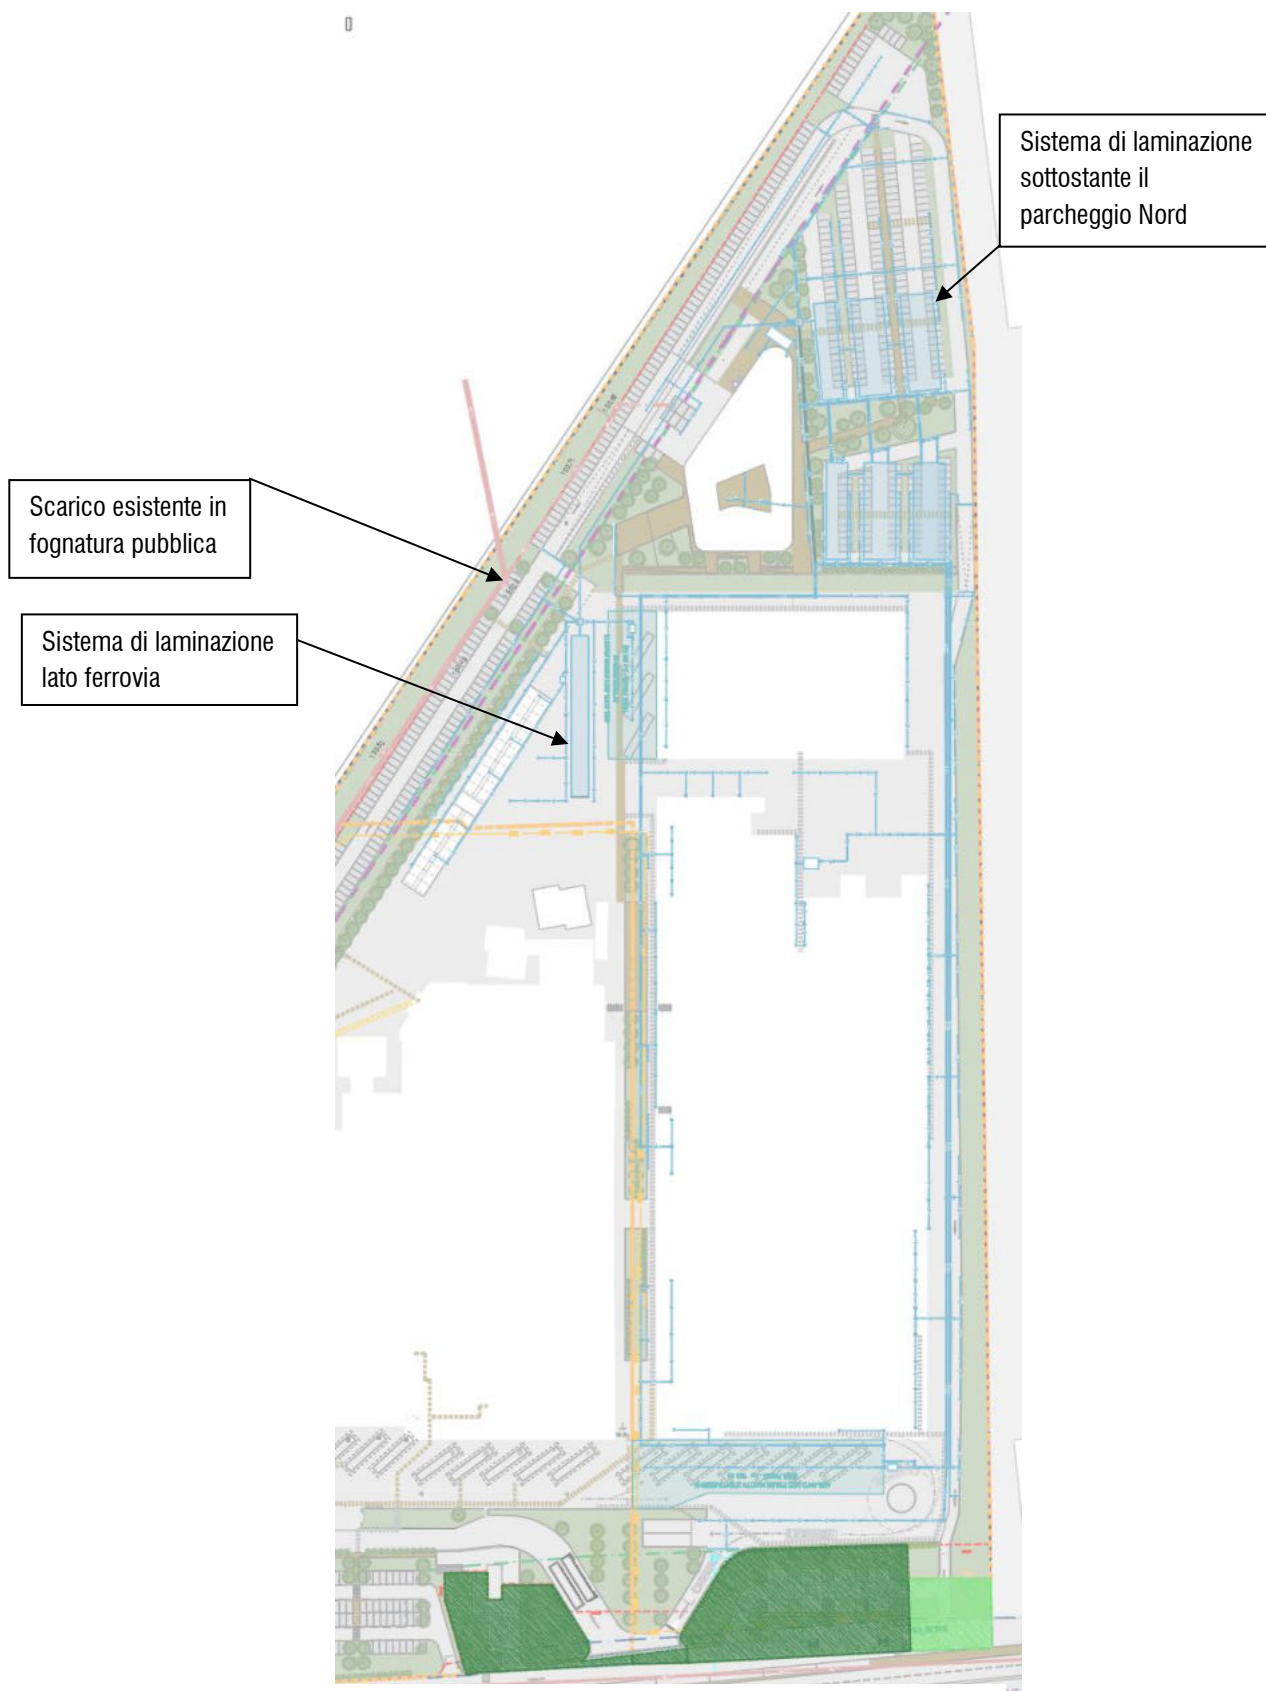 Sistema di laminazione
sottostante il
parcheggio Nord
Scarico esistente in
fognatura pubblica
Sistema di laminazione
lato ferrovia